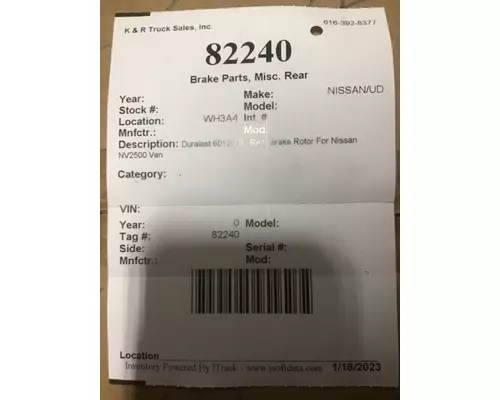 K & R Truck Sales, Inc. 616-392-8377
82240
Brake Parts, Misc. Rear
Year: Make: NISSAN/UD
Stock #: Model:
Location: WH3A4 Int. #
Mnfctr.: Mod.
Description: Duralast Brake Rotor For Nissan
NV2500 Van
Category:
VIN:
Year: 0 Model:
Tag #: 82240
Side: Serial #:
Mnfctr: Mod:
Location
Inventory Powered By ITrack - www.isoftdata.com 1/18/2023